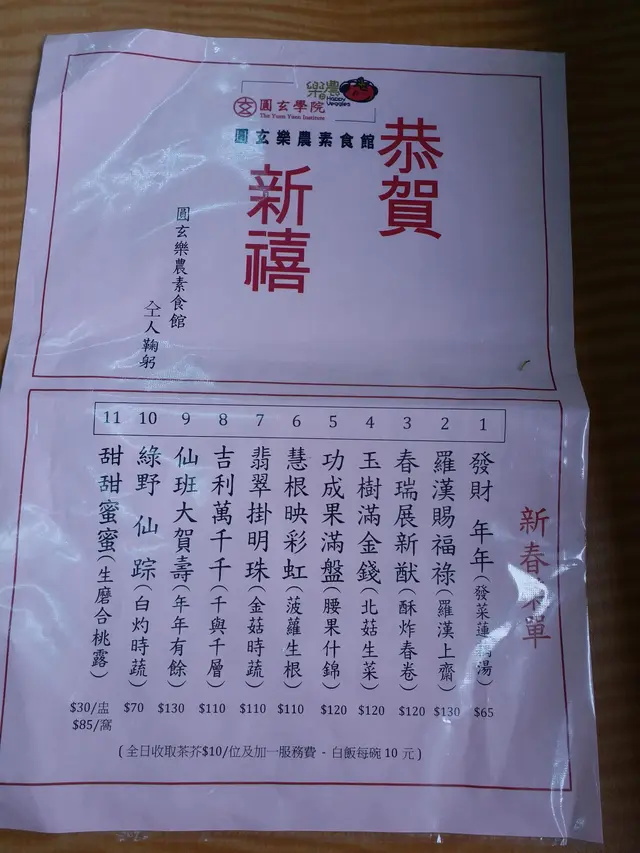 樂農
Happy Veggies
圓玄學院
The Yuen Yuen Institute
圓玄樂農素食館
恭賀
新禧
圓玄樂農素食館
仝人鞠躬
新春菜單
1 發財年年(發菜蓮藕湯) $65
2 羅漢賜福祿(羅漢上齋) $130
3 春瑞展新猷(酥炸春卷) $120
4 玉樹滿金錢(北菇生菜) $120
5 功成果滿盤(腰果什錦) $120
6 慧根映彩虹(菠蘿生根) $110
7 翡翠掛明珠(金菇時蔬) $110
8 吉利萬千千(千與千層) $110
9 仙班大賀壽(年年有餘) $130
10 綠野仙踪(白灼時蔬) $70
11 甜甜蜜蜜(生磨合桃露) $30/盅 $85/窩
(全日收取茶芥$10/位及加一服務費 - 白飯每碗 10 元)